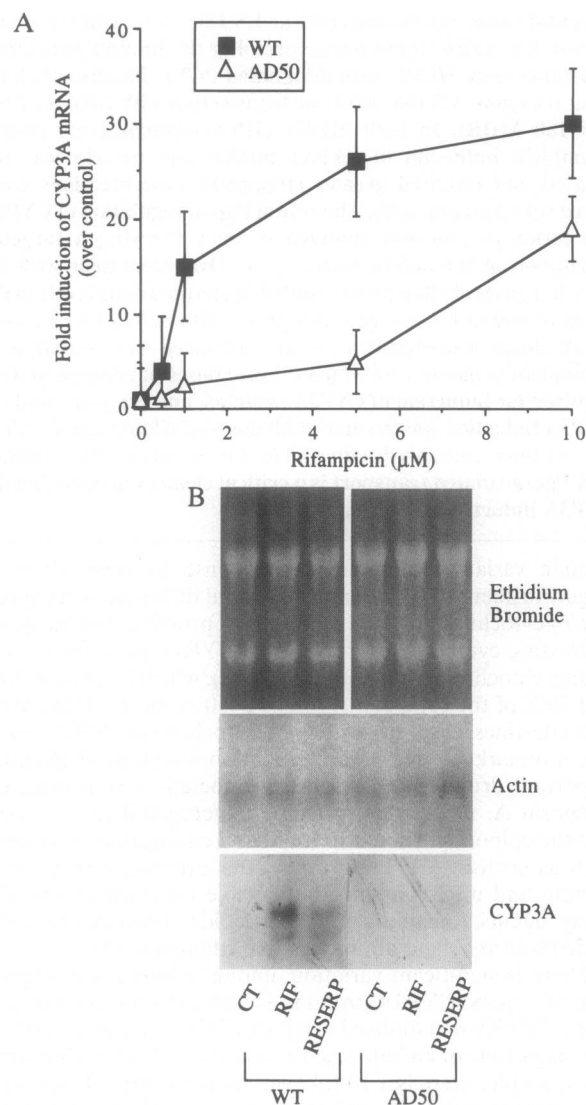 A
WT
AD50
Fold induction of CYP3A mRNA
(over control)
40
30
20
10
0
0
2
4
6
8
10
Rifampicin (μM)
B
Ethidium
Bromide
Actin
CYP3A
CT
RIF
RESERP
CT
RIF
RESERP
WT
AD50